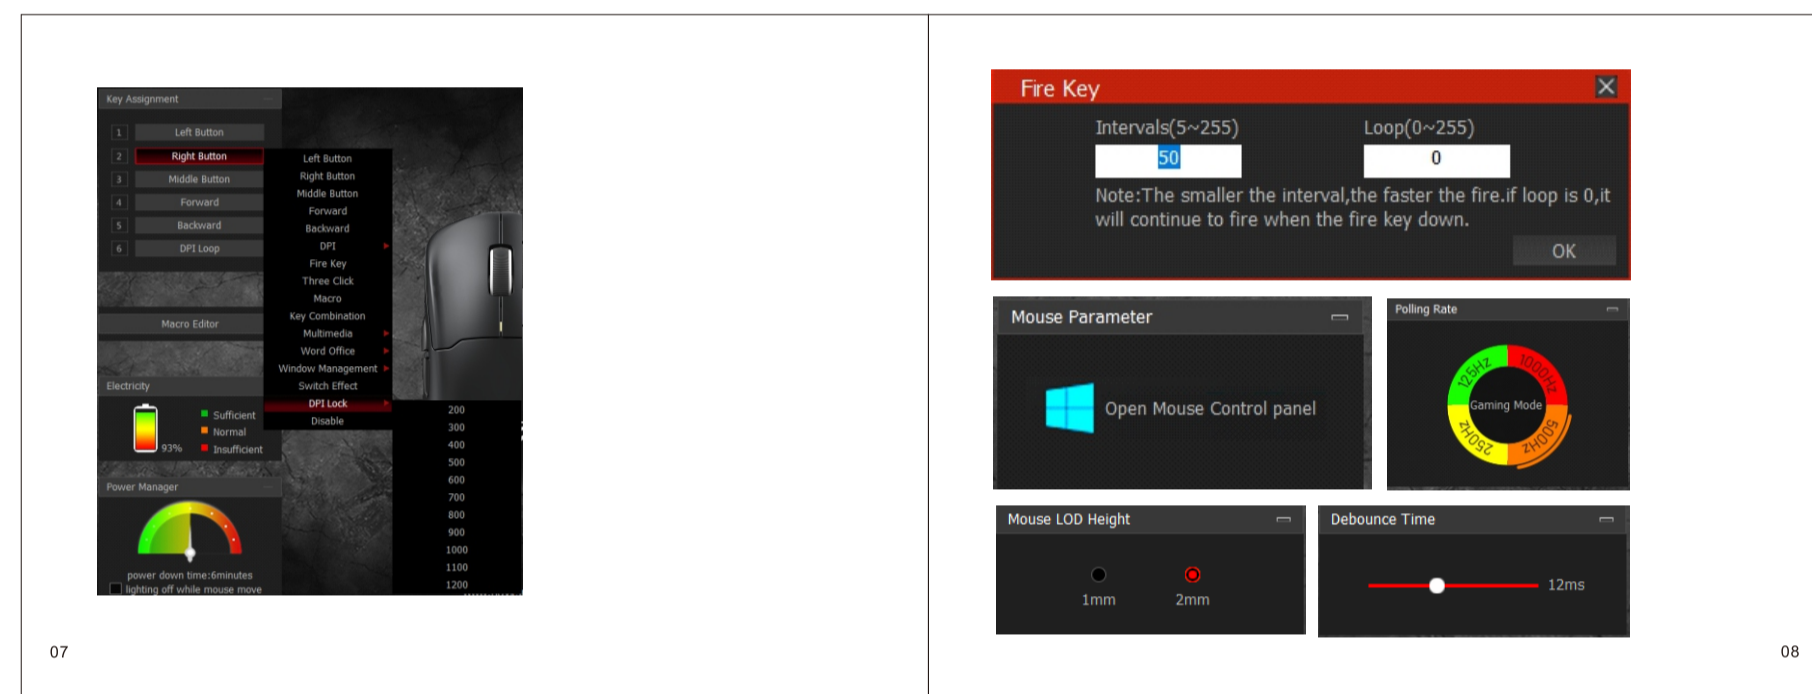 Key Assignment
1 Left Button
2 Right Button
3 Middle Button
4 Forward
5 Backward
6 DPI Loop
Left Button
Right Button
Middle Button
Forward
Backward
DPI
Fire Key
Three Click
Macro
Key Combination
Multimedia
Word Office
Window Management
Switch Effect
DPI Lock
Disable
200
300
400
500
600
700
800
900
1000
1100
1200
Macro Editor
Electricity
93%
Sufficient
Normal
Insufficient
Power Manager
power down time:6minutes
lighting off while mouse move
07
Fire Key
Intervals(5~255) Loop(0~255)
50 0
Note:The smaller the interval,the faster the fire.if loop is 0,it
will continue to fire when the fire key down.
OK
Mouse Parameter
Open Mouse Control panel
Polling Rate
125Hz 1000Hz
Gaming Mode
250Hz 500Hz
Mouse LOD Height
1mm 2mm
Debounce Time
12ms
08